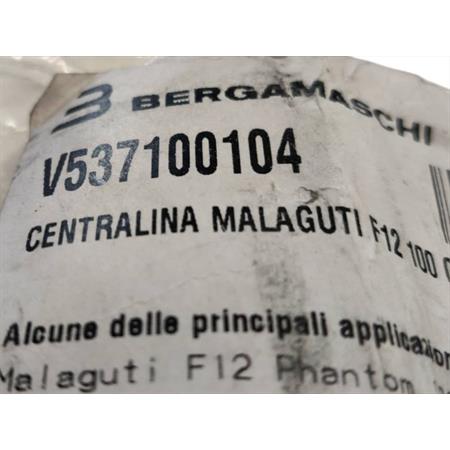 BERGAMASCHI
V537100104
CENTRALINA MALAGUTI F12 100
Alcune delle principali applicazion
Malaguti F12 Phantom